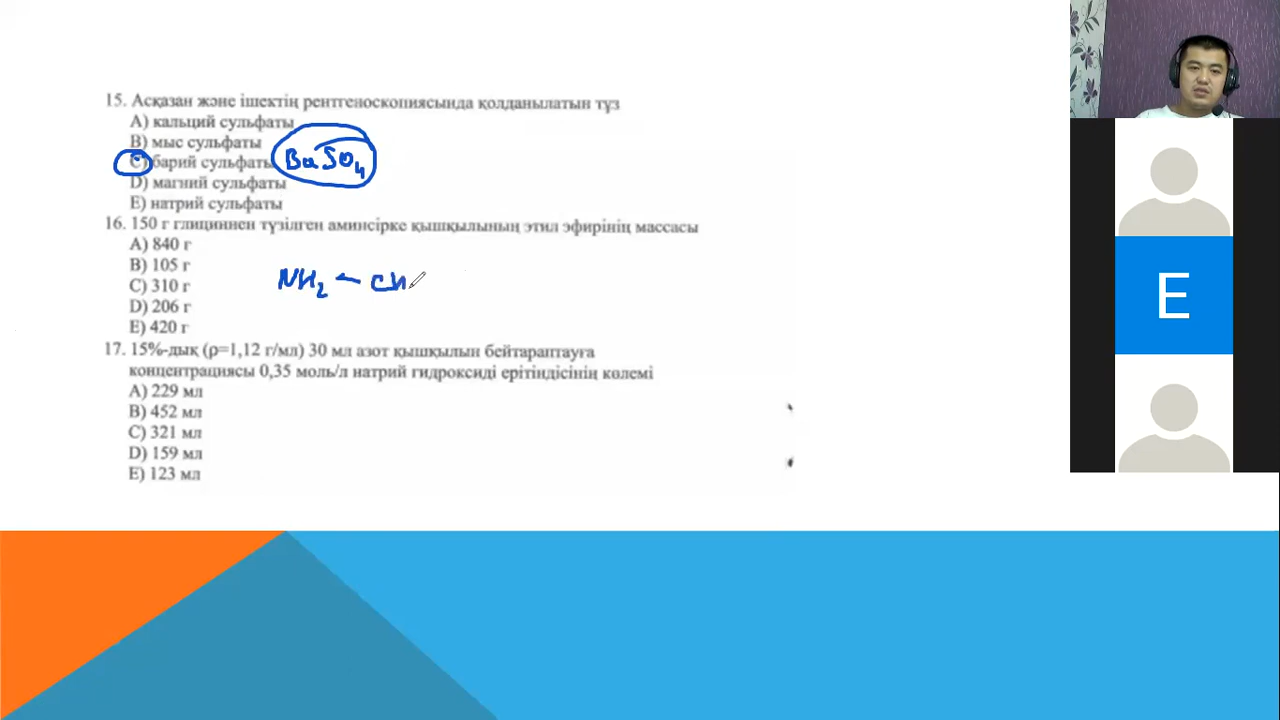 15. Асқазан және ішектің рентгеноскопиясында қолданылатын тұз
A) кальций сульфаты
B) мыс сульфаты
C) барий сульфаты BaSO4
D) магний сульфаты
E) натрий сульфаты
16. 150 г глициннен түзілген аминсірке қышқылының этил эфирінің массасы
A) 840 г
B) 105 г
C) 310 г
D) 206 г
E) 420 г
NH2 – CH
17. 15%-дық (ρ=1,12 г/мл) 30 мл азот қышқылын бейтараптауға
концентрациясы 0,35 моль/л натрий гидроксиді ерітіндісінің көлемі
A) 229 мл
B) 452 мл
C) 321 мл
D) 159 мл
E) 123 мл
E